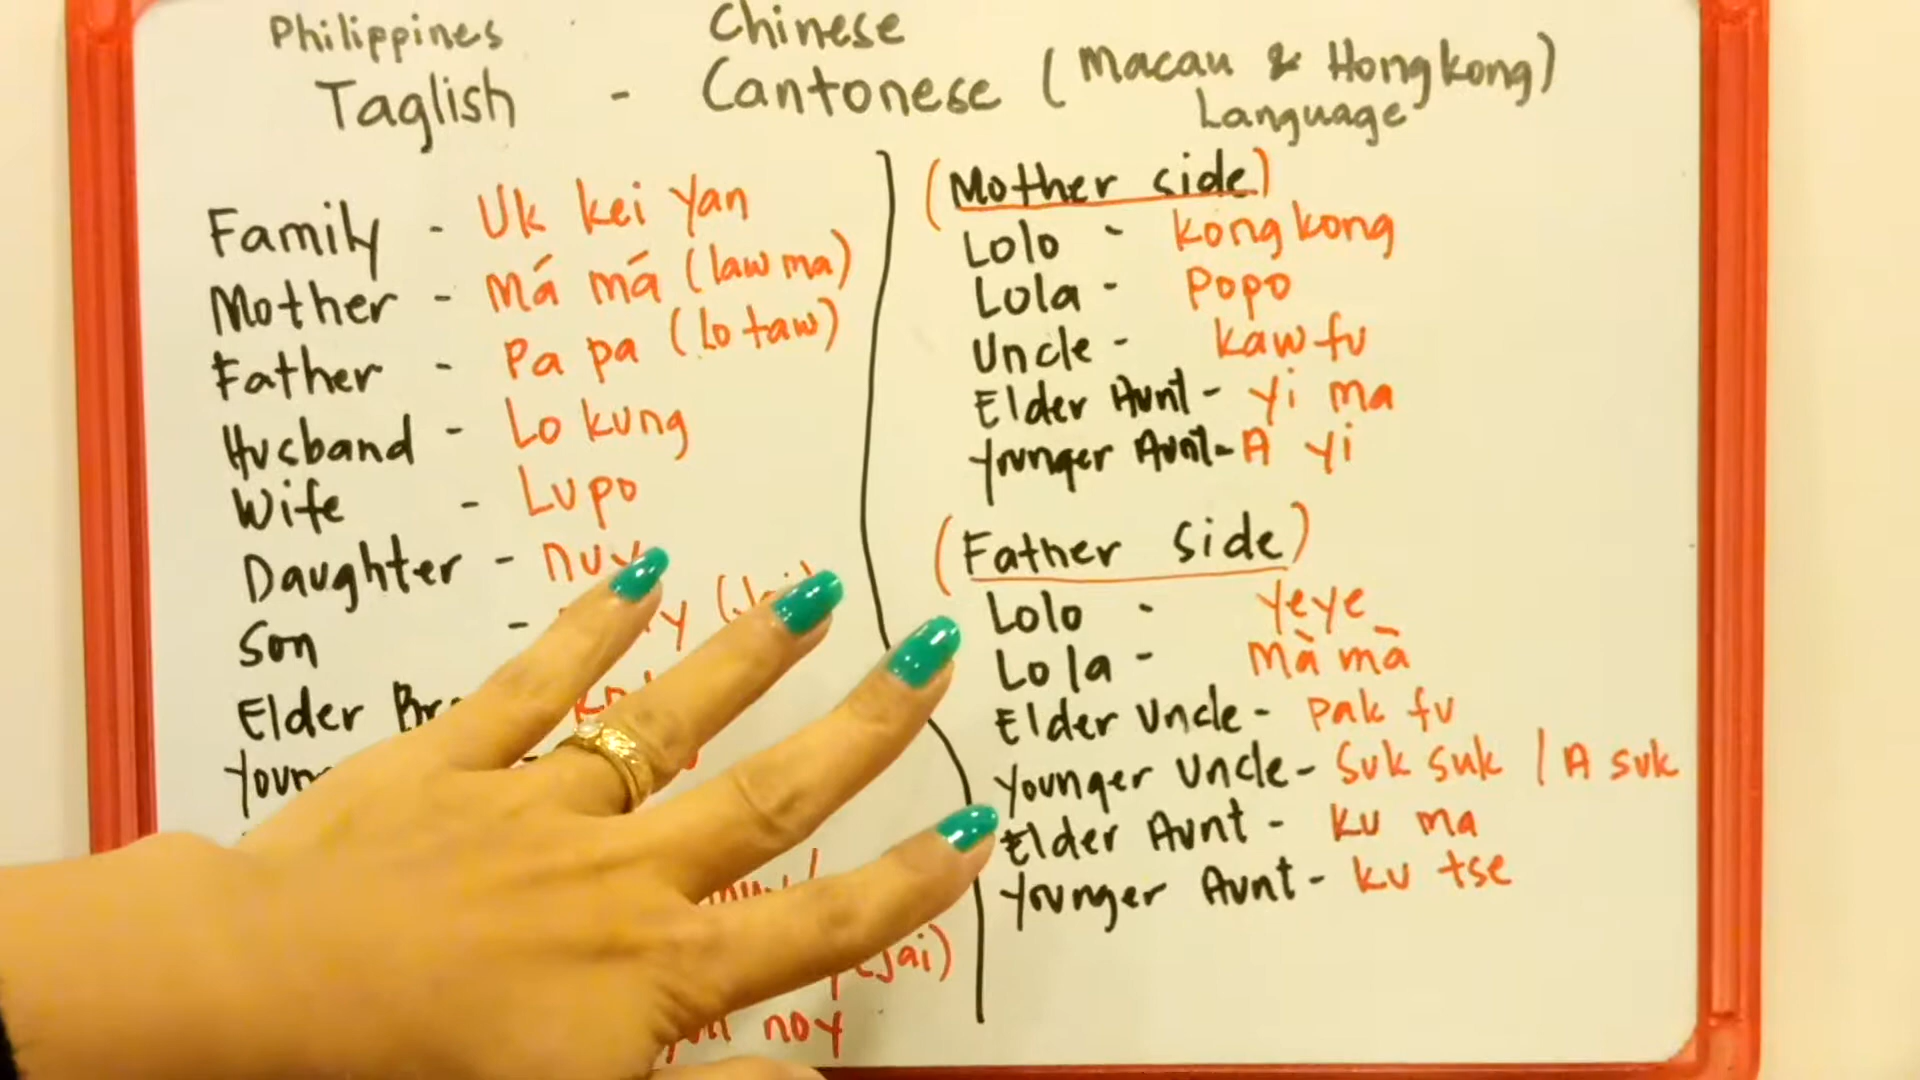 Philippines Chinese
Taglish - Cantonese (Macau & Hongkong)
Language
Family - Uk kei yan
Mother - Má má (law ma)
Father - Pa pa (Lo taw)
Husband - Lo kung
Wife - Lupo
Daughter -
Son -
Elder
noy
(Mother side)
Lolo - kong kong
Lola - Popo
Uncle - kaw fu
Elder Aunt - yi ma
younger Aunt - A yi
(Father side)
Lolo - yeye
Lola - Mà mā
Elder Uncle - pak fu
younger Uncle - Suk suk / A suk
Elder Aunt - ku ma
younger Aunt - ku tse